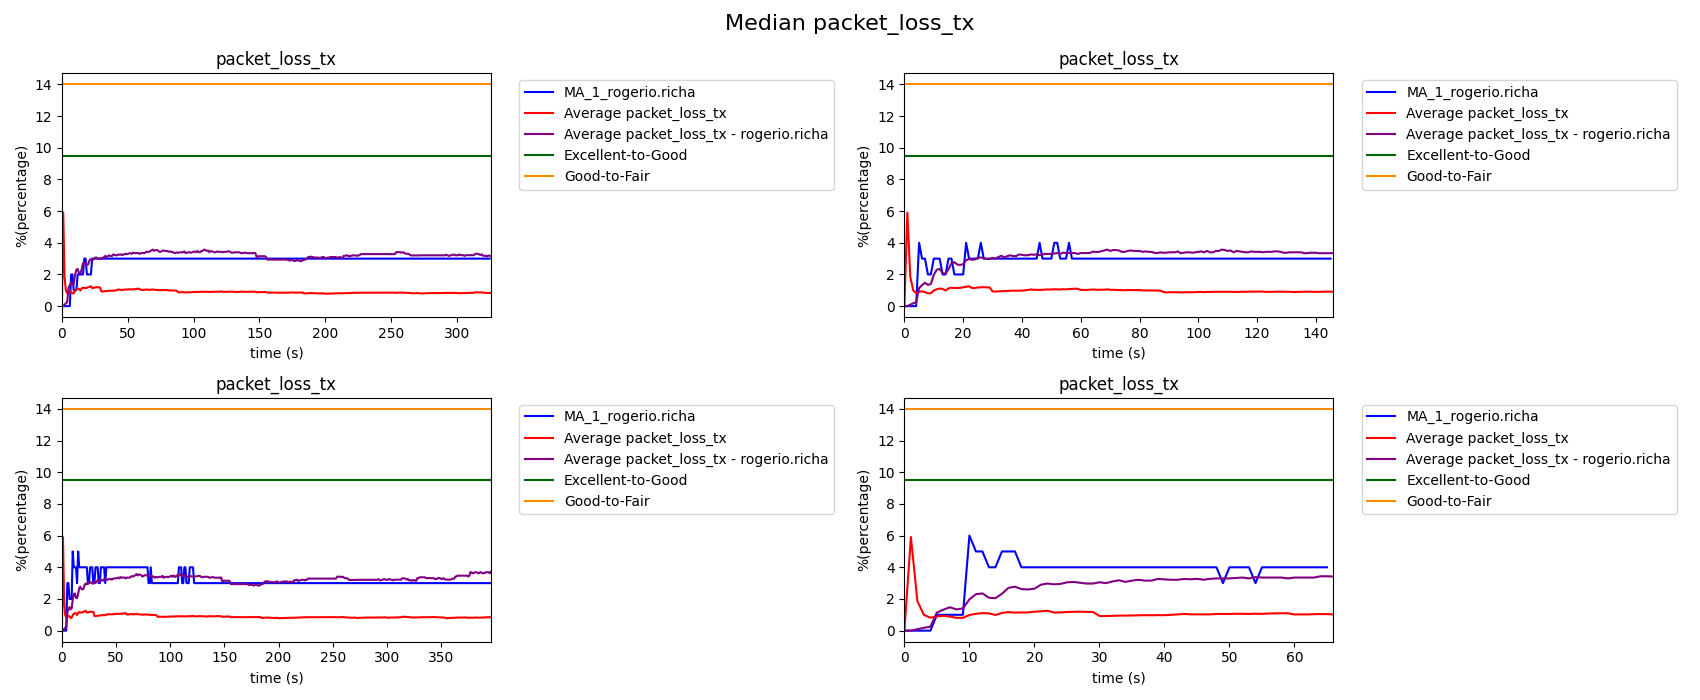 Median packet_loss_tx
packet_loss_tx
%(percentage)
14
12
10
8
6
4
2
0
0 50 100 150 200 250 300
time (s)
MA_1_rogerio.richa
Average packet_loss_tx
Average packet_loss_tx - rogerio.richa
Excellent-to-Good
Good-to-Fair
packet_loss_tx
%(percentage)
14
12
10
8
6
4
2
0
0 20 40 60 80 100 120 140
time (s)
MA_1_rogerio.richa
Average packet_loss_tx
Average packet_loss_tx - rogerio.richa
Excellent-to-Good
Good-to-Fair
packet_loss_tx
%(percentage)
14
12
10
8
6
4
2
0
0 50 100 150 200 250 300 350
time (s)
MA_1_rogerio.richa
Average packet_loss_tx
Average packet_loss_tx - rogerio.richa
Excellent-to-Good
Good-to-Fair
packet_loss_tx
%(percentage)
14
12
10
8
6
4
2
0
0 10 20 30 40 50 60
time (s)
MA_1_rogerio.richa
Average packet_loss_tx
Average packet_loss_tx - rogerio.richa
Excellent-to-Good
Good-to-Fair